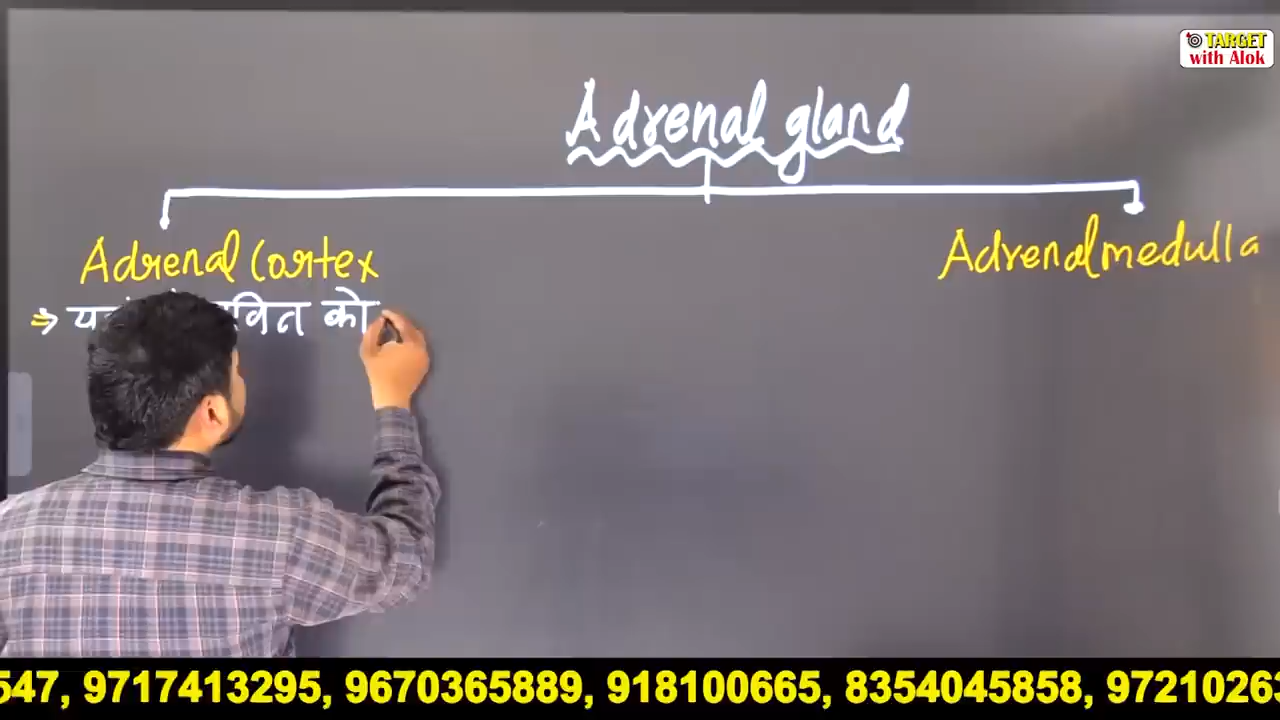 TARGET
with Alok
Adrenal gland
Adrenal Cortex
Adrenal medulla
⇒ को
547, 9717413295, 9670365889, 918100665, 8354045858, 97210263